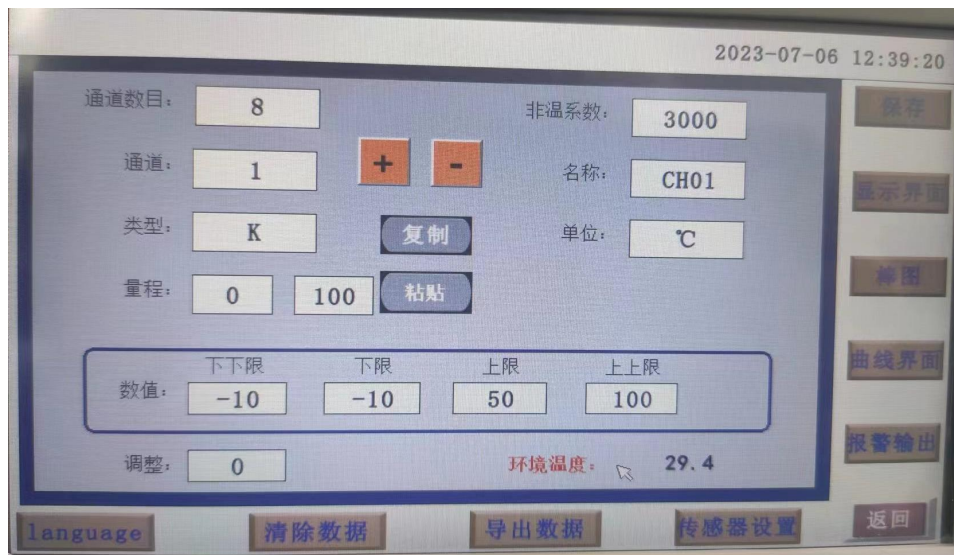 2023-07-06 12:39:20
通道数目: 8 非温系数: 3000 保存
通道: 1 + - 名称: CH01 显示界面
类型: K 复制 单位: ℃
量程: 0 100 粘贴 棒图
下下限 下限 上限 上上限 曲线界面
数值: -10 -10 50 100
调整: 0 环境温度: 29.4 报警输出
language 清除数据 导出数据 传感器设置 返回